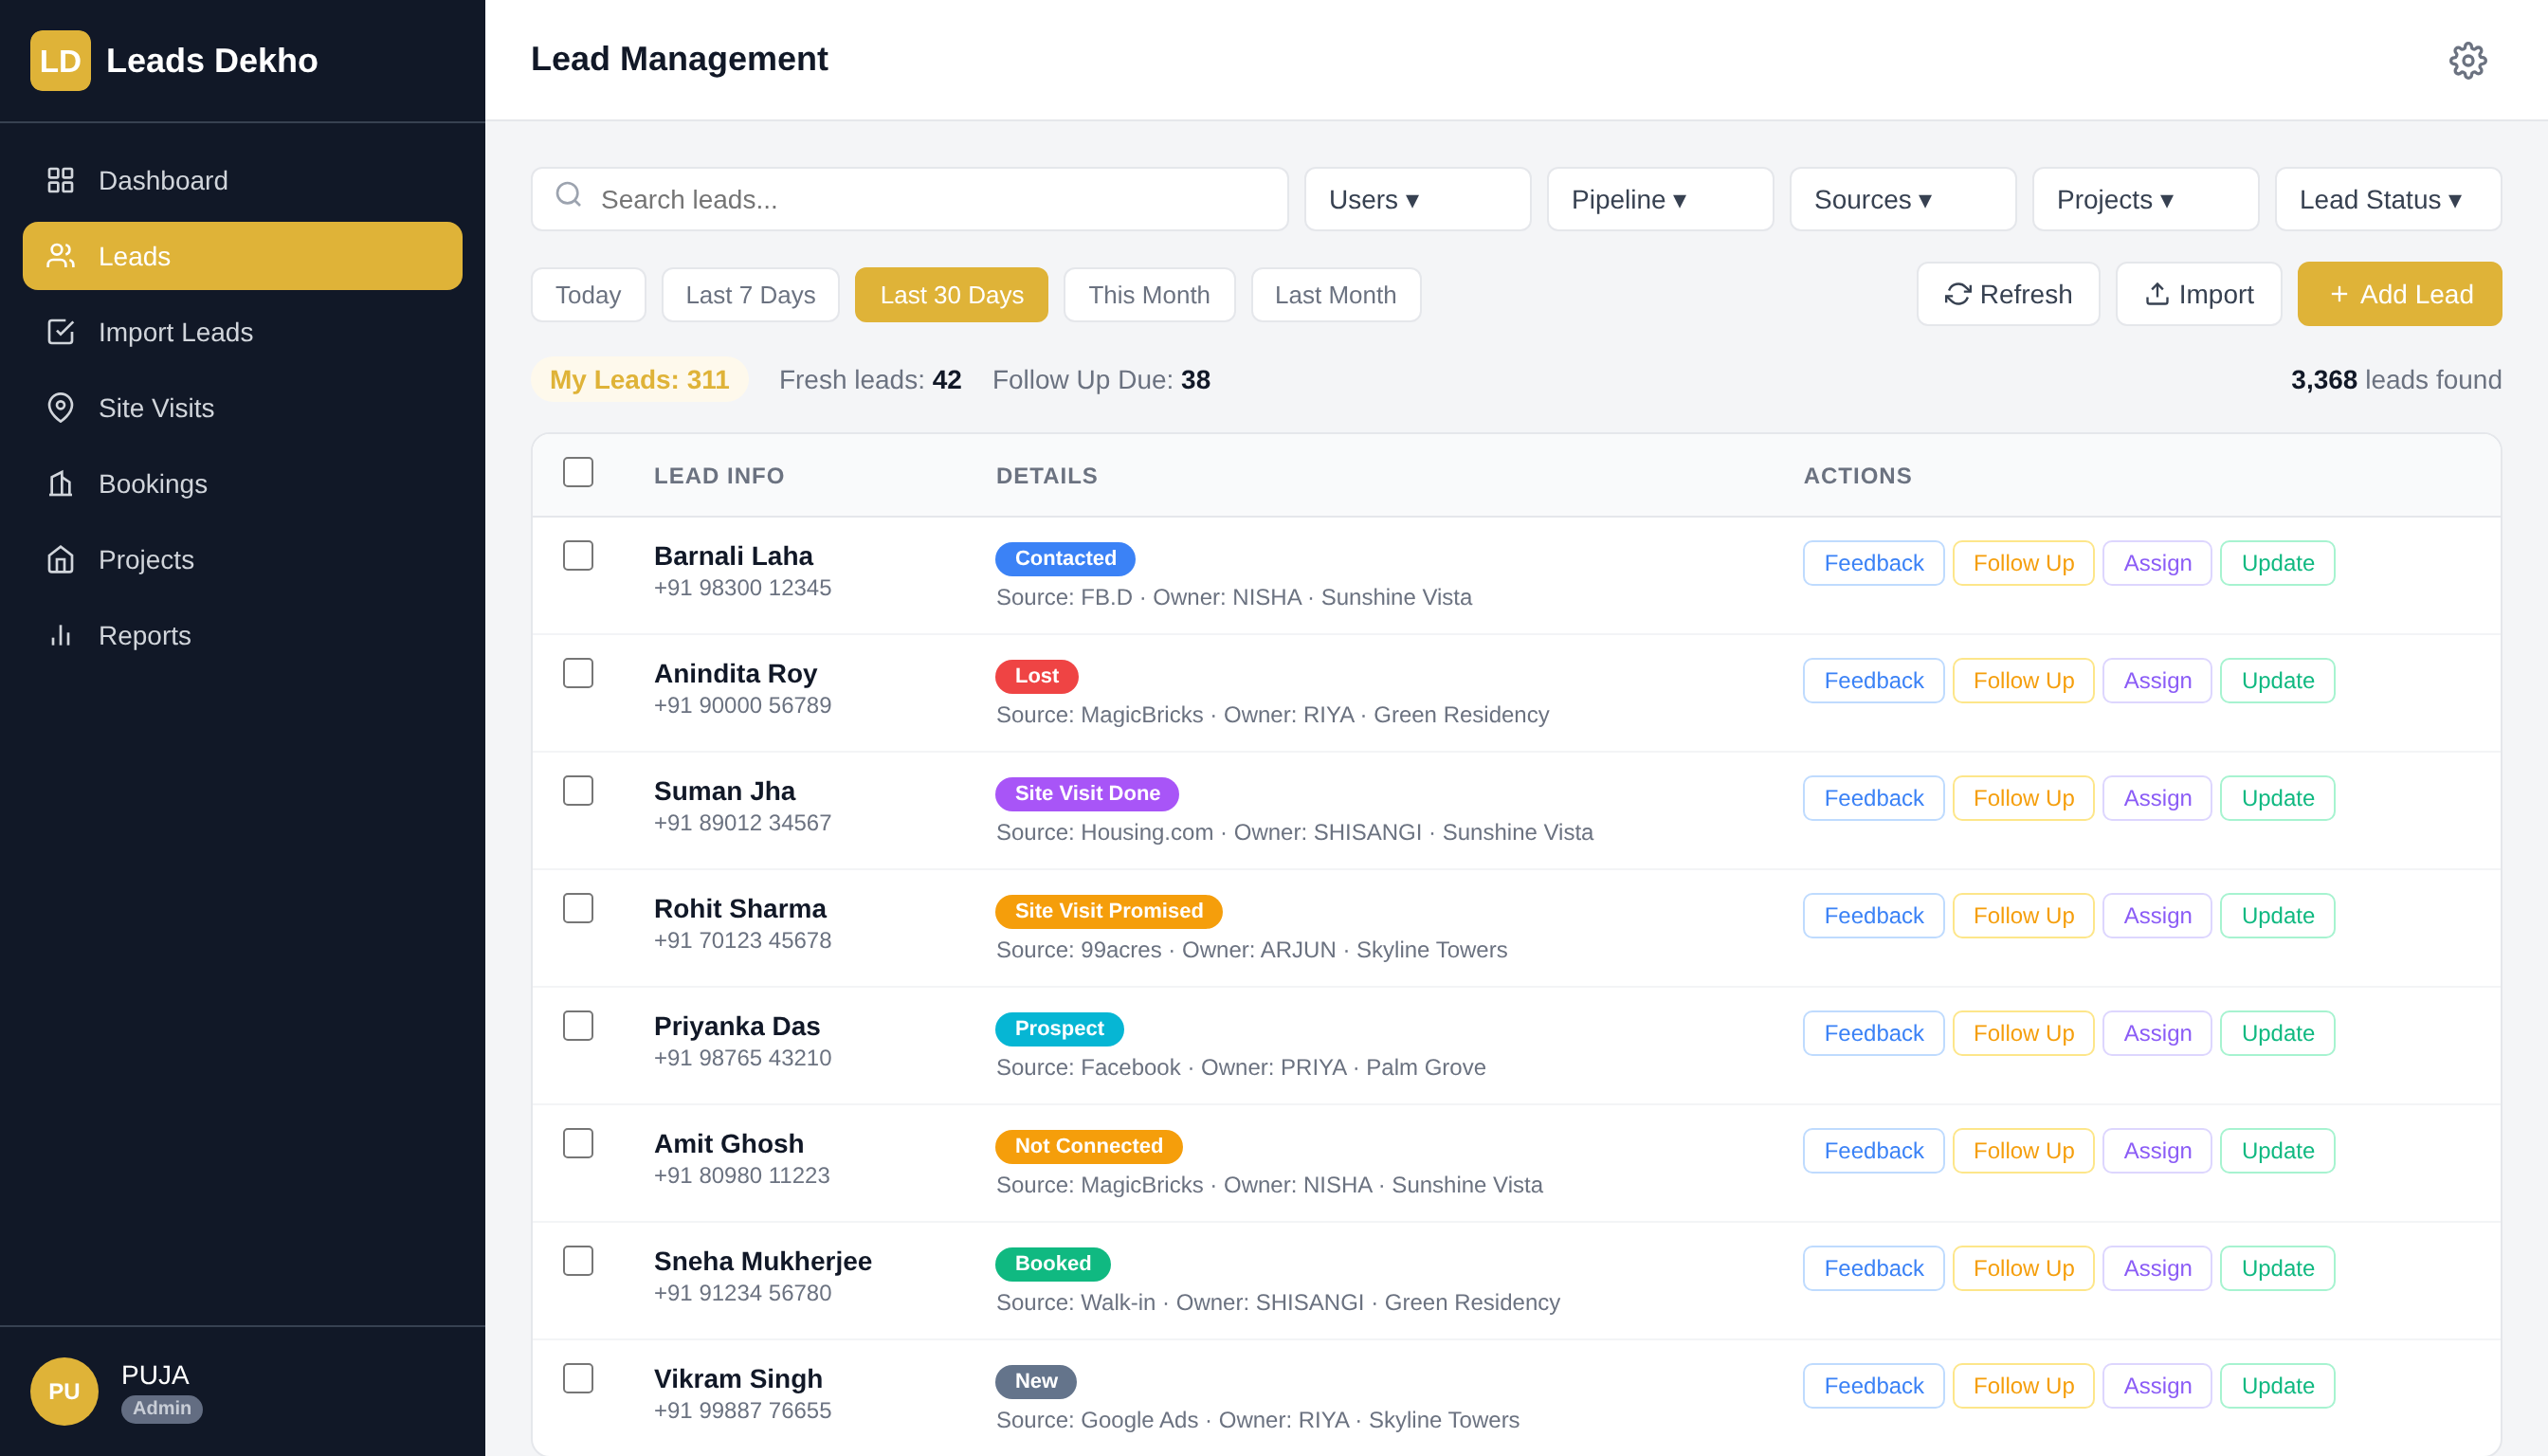 LD Leads Dekho
Dashboard
Leads
Import Leads
Site Visits
Bookings
Projects
Reports
PU
PUJA
Admin
Lead Management
Search leads...
Users ▾
Pipeline ▾
Sources ▾
Projects ▾
Lead Status ▾
Today
Last 7 Days
Last 30 Days
This Month
Last Month
Refresh
Import
+ Add Lead
My Leads: 311 Fresh leads: 42 Follow Up Due: 38 3,368 leads found
LEAD INFO DETAILS ACTIONS
Barnali Laha
+91 98300 12345
Contacted
Source: FB.D · Owner: NISHA · Sunshine Vista
Feedback Follow Up Assign Update
Anindita Roy
+91 90000 56789
Lost
Source: MagicBricks · Owner: RIYA · Green Residency
Feedback Follow Up Assign Update
Suman Jha
+91 89012 34567
Site Visit Done
Source: Housing.com · Owner: SHISANGI · Sunshine Vista
Feedback Follow Up Assign Update
Rohit Sharma
+91 70123 45678
Site Visit Promised
Source: 99acres · Owner: ARJUN · Skyline Towers
Feedback Follow Up Assign Update
Priyanka Das
+91 98765 43210
Prospect
Source: Facebook · Owner: PRIYA · Palm Grove
Feedback Follow Up Assign Update
Amit Ghosh
+91 80980 11223
Not Connected
Source: MagicBricks · Owner: NISHA · Sunshine Vista
Feedback Follow Up Assign Update
Sneha Mukherjee
+91 91234 56780
Booked
Source: Walk-in · Owner: SHISANGI · Green Residency
Feedback Follow Up Assign Update
Vikram Singh
+91 99887 76655
New
Source: Google Ads · Owner: RIYA · Skyline Towers
Feedback Follow Up Assign Update